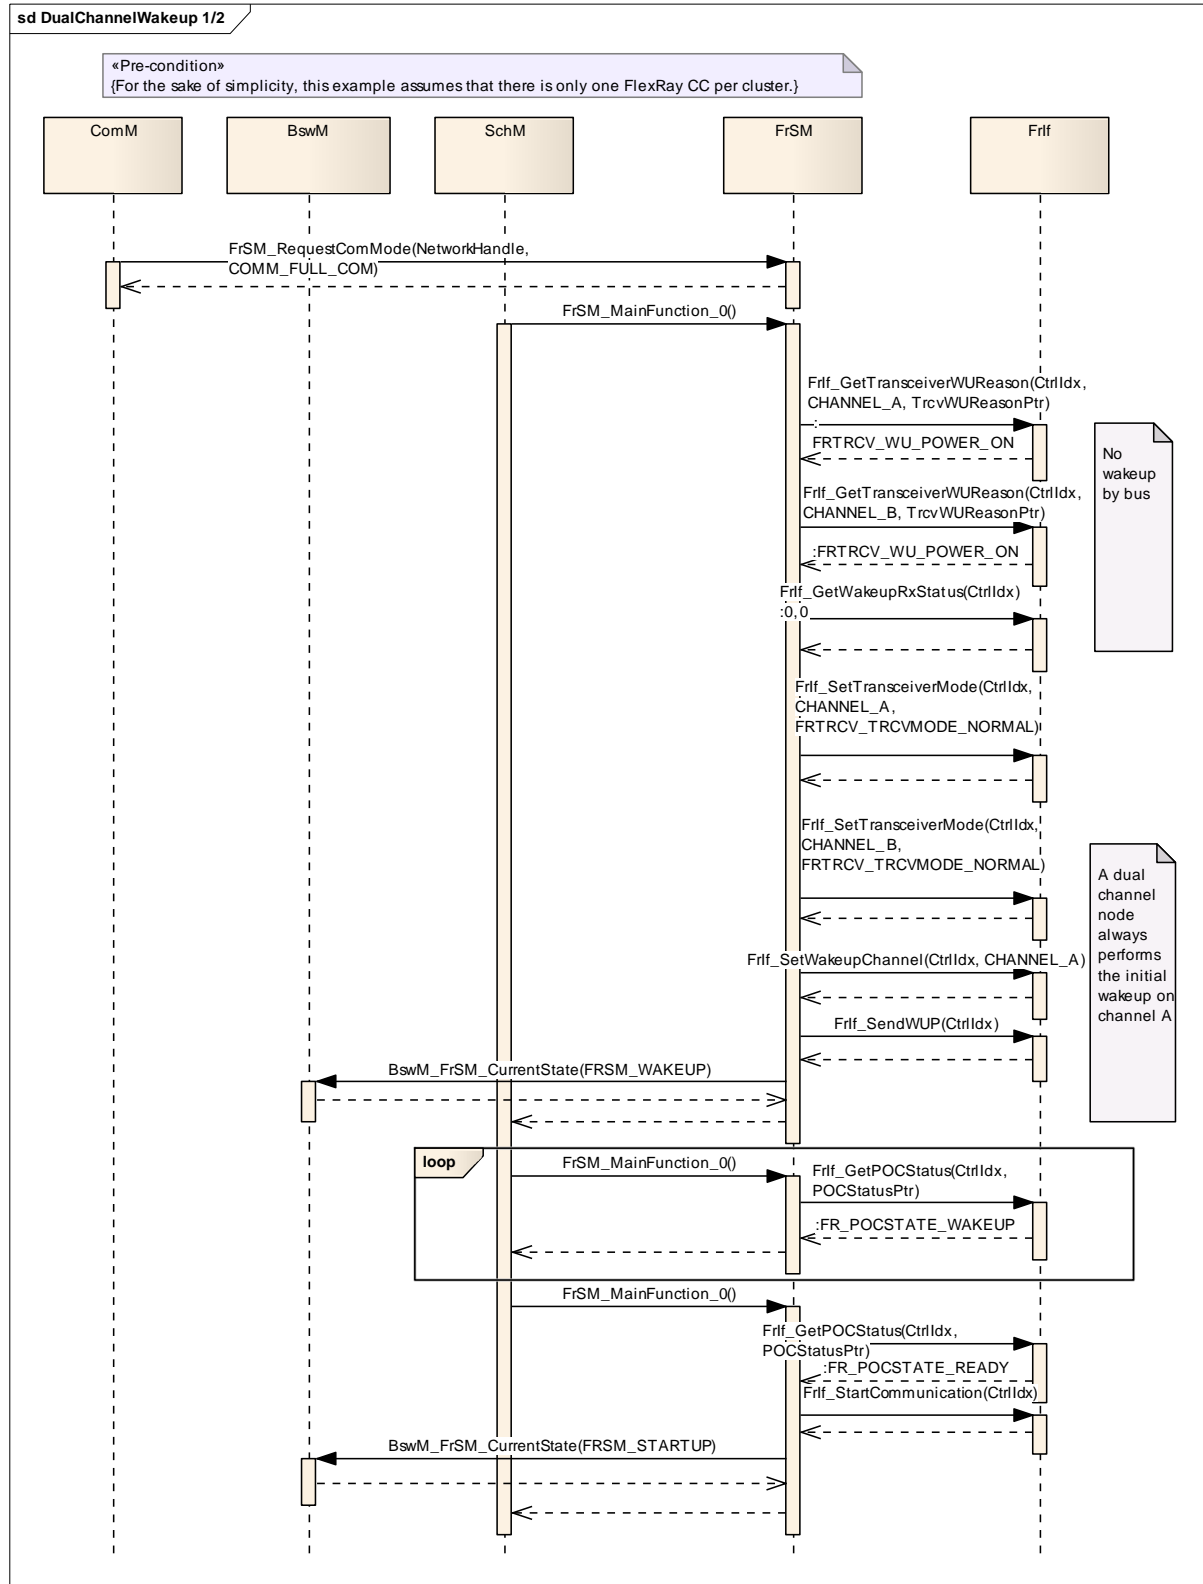 sd DualChannelWakeup 1/2
«Pre-condition»
{For the sake of simplicity, this example assumes that there is only one FlexRay CC per cluster.}
ComM
BswM
SchM
FrSM
FrIf
FrSM_RequestComMode(NetworkHandle,
COMM_FULL_COM)
FrSM_MainFunction_0()
FrIf_GetTransceiverWUReason(CtrlIdx,
CHANNEL_A, TrcvWUReasonPtr)
:
FRTRCV_WU_POWER_ON
No
wakeup
by bus
FrIf_GetTransceiverWUReason(CtrlIdx,
CHANNEL_B, TrcvWUReasonPtr)
:FRTRCV_WU_POWER_ON
FrIf_GetWakeupRxStatus(CtrlIdx)
:0,0
FrIf_SetTransceiverMode(CtrlIdx,
CHANNEL_A,
FRTRCV_TRCVMODE_NORMAL)
FrIf_SetTransceiverMode(CtrlIdx,
CHANNEL_B,
FRTRCV_TRCVMODE_NORMAL)
A dual
channel
node
always
performs
the initial
wakeup on
channel A
FrIf_SetWakeupChannel(CtrlIdx, CHANNEL_A)
FrIf_SendWUP(CtrlIdx)
BswM_FrSM_CurrentState(FRSM_WAKEUP)
loop
FrSM_MainFunction_0()
FrIf_GetPOCStatus(CtrlIdx,
POCStatusPtr)
:FR_POCSTATE_WAKEUP
FrSM_MainFunction_0()
FrIf_GetPOCStatus(CtrlIdx,
POCStatusPtr)
:FR_POCSTATE_READY
FrIf_StartCommunication(CtrlIdx)
BswM_FrSM_CurrentState(FRSM_STARTUP)